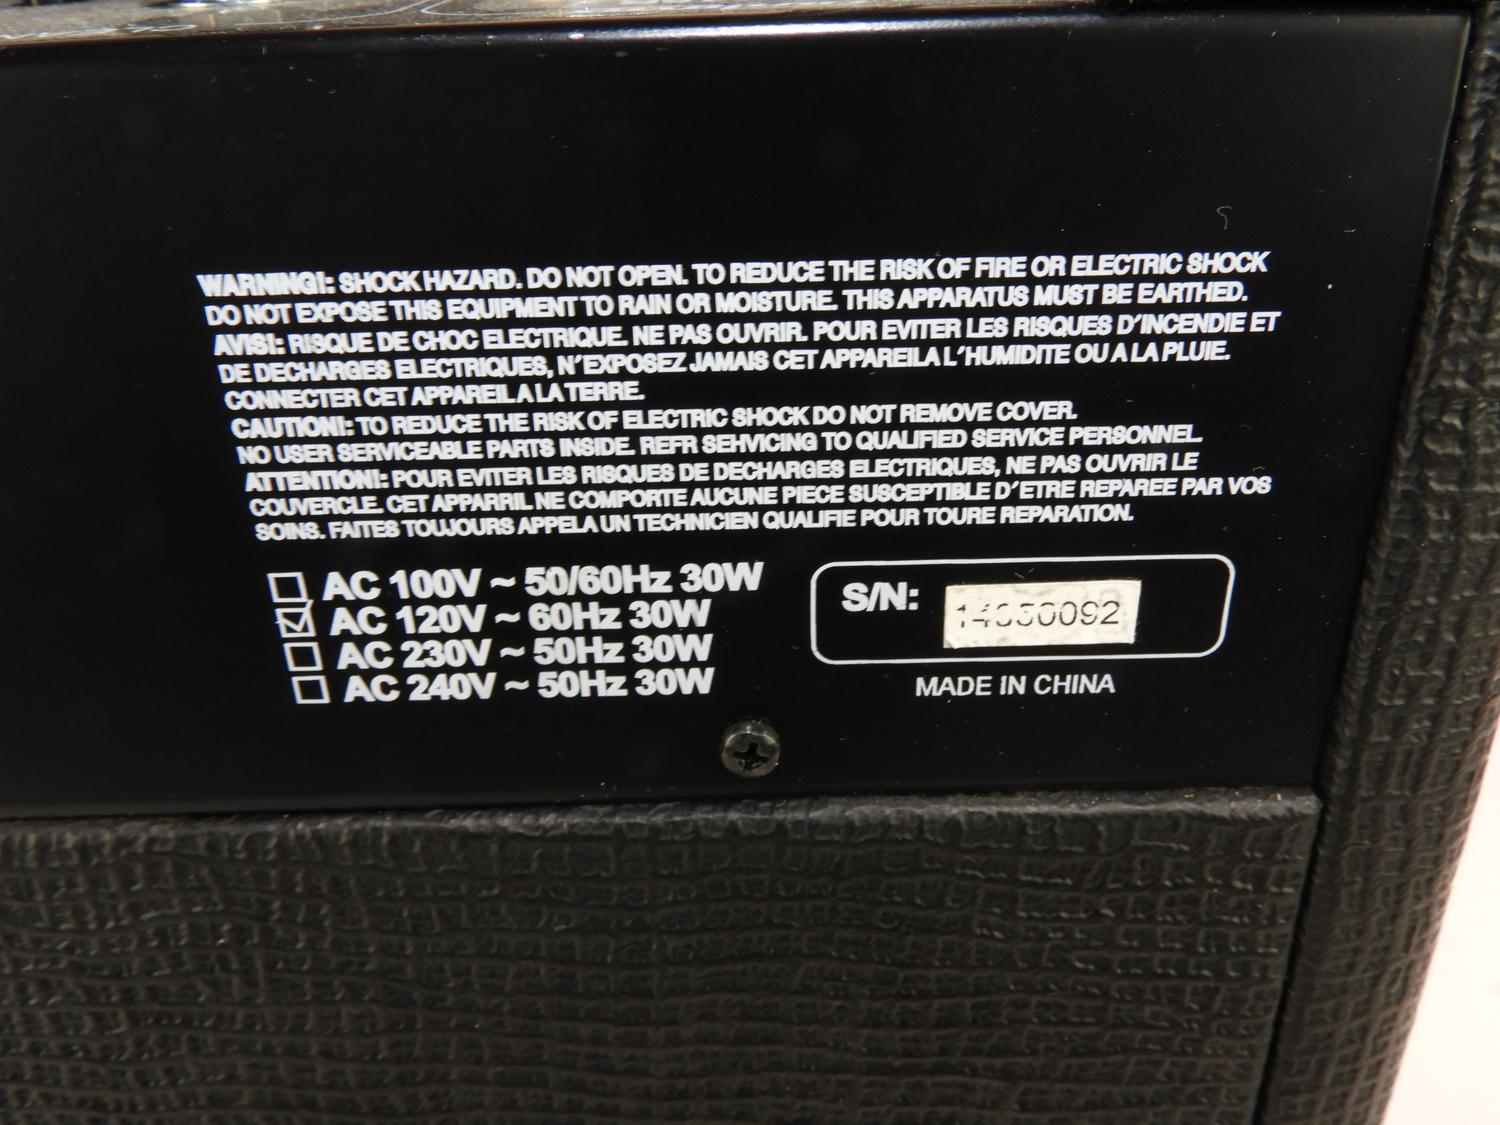 WARNING!: SHOCK HAZARD. DO NOT OPEN. TO REDUCE THE RISK OF FIRE OR ELECTRIC SHOCK
DO NOT EXPOSE THIS EQUIPMENT TO RAIN OR MOISTURE. THIS APPARATUS MUST BE EARTHED.
AVIS!: RISQUE DE CHOC ELECTRIQUE. NE PAS OUVRIR. POUR EVITER LES RISQUES D'INCENDIE ET
DE DECHARGES ELECTRIQUES, N'EXPOSEZ JAMAIS CET APPAREIL A L'HUMIDITE OU A LA PLUIE.
CONNECTER CET APPAREIL A LA TERRE.
CAUTION!: TO REDUCE THE RISK OF ELECTRIC SHOCK DO NOT REMOVE COVER.
NO USER SERVICEABLE PARTS INSIDE. REFR SEHVICING TO QUALIFIED SERVICE PERSONNEL.
ATTENTION!: POUR EVITER LES RISQUES DE DECHARGES ELECTRIQUES, NE PAS OUVRIR LE
COUVERCLE. CET APPARRIL NE COMPORTE AUCUNE PIECE SUSCEPTIBLE D'ETRE REPAREE PAR VOS
SOINS. FAITES TOUJOURS APPEL A UN TECHNICIEN QUALIFIE POUR TOURE REPARATION.
AC 100V ~ 50/60Hz 30W
AC 120V ~ 60Hz 30W
AC 230V ~ 50Hz 30W
AC 240V ~ 50Hz 30W
S/N:
MADE IN CHINA